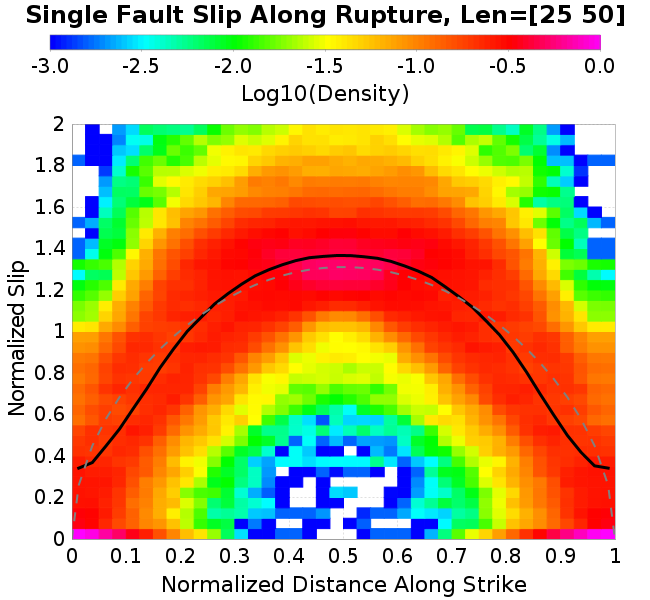 Single Fault Slip Along Rupture, Len=[25 50]
-3.0 -2.5 -2.0 -1.5 -1.0 -0.5 0.0
Log10(Density)
2
1.8
1.6
1.4
1.2
1
0.8
0.6
0.4
0.2
0
Normalized Slip
0 0.1 0.2 0.3 0.4 0.5 0.6 0.7 0.8 0.9 1
Normalized Distance Along Strike